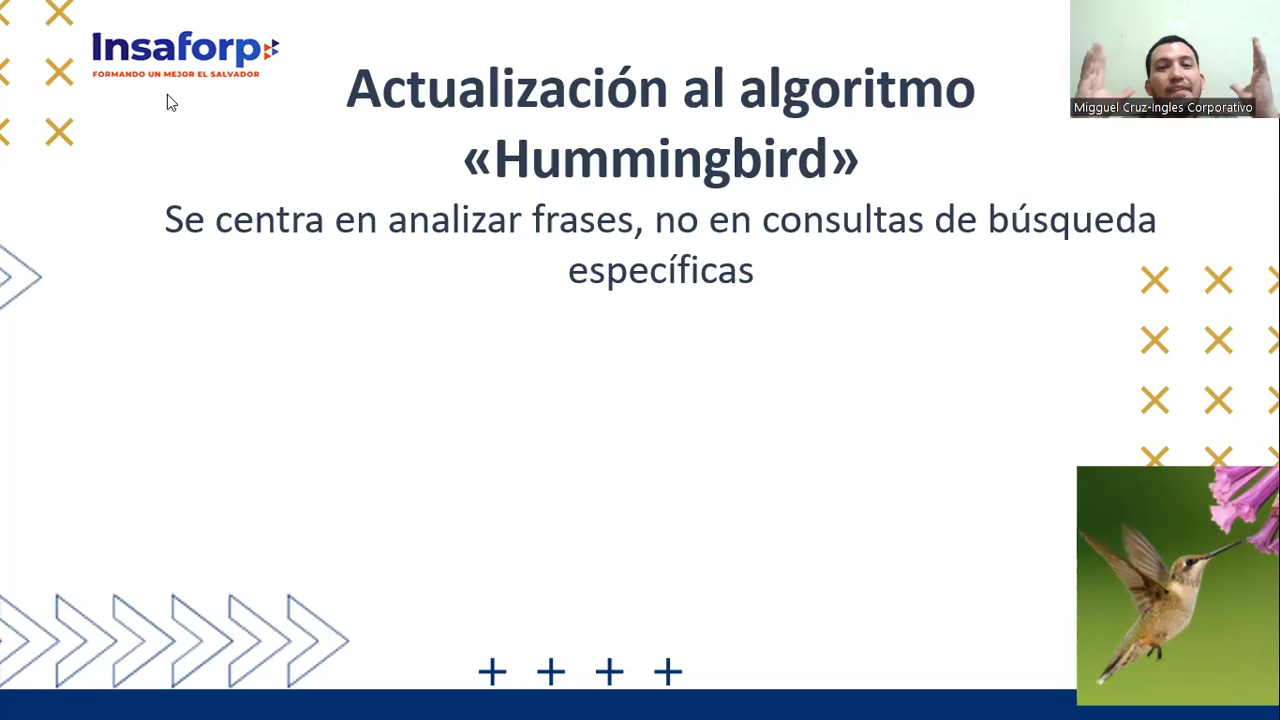 Insaforp
FORMANDO UN MEJOR EL SALVADOR
Actualización al algoritmo
«Hummingbird»
Se centra en analizar frases, no en consultas de búsqueda
específicas
Migguel Cruz-Ingles Corporativo